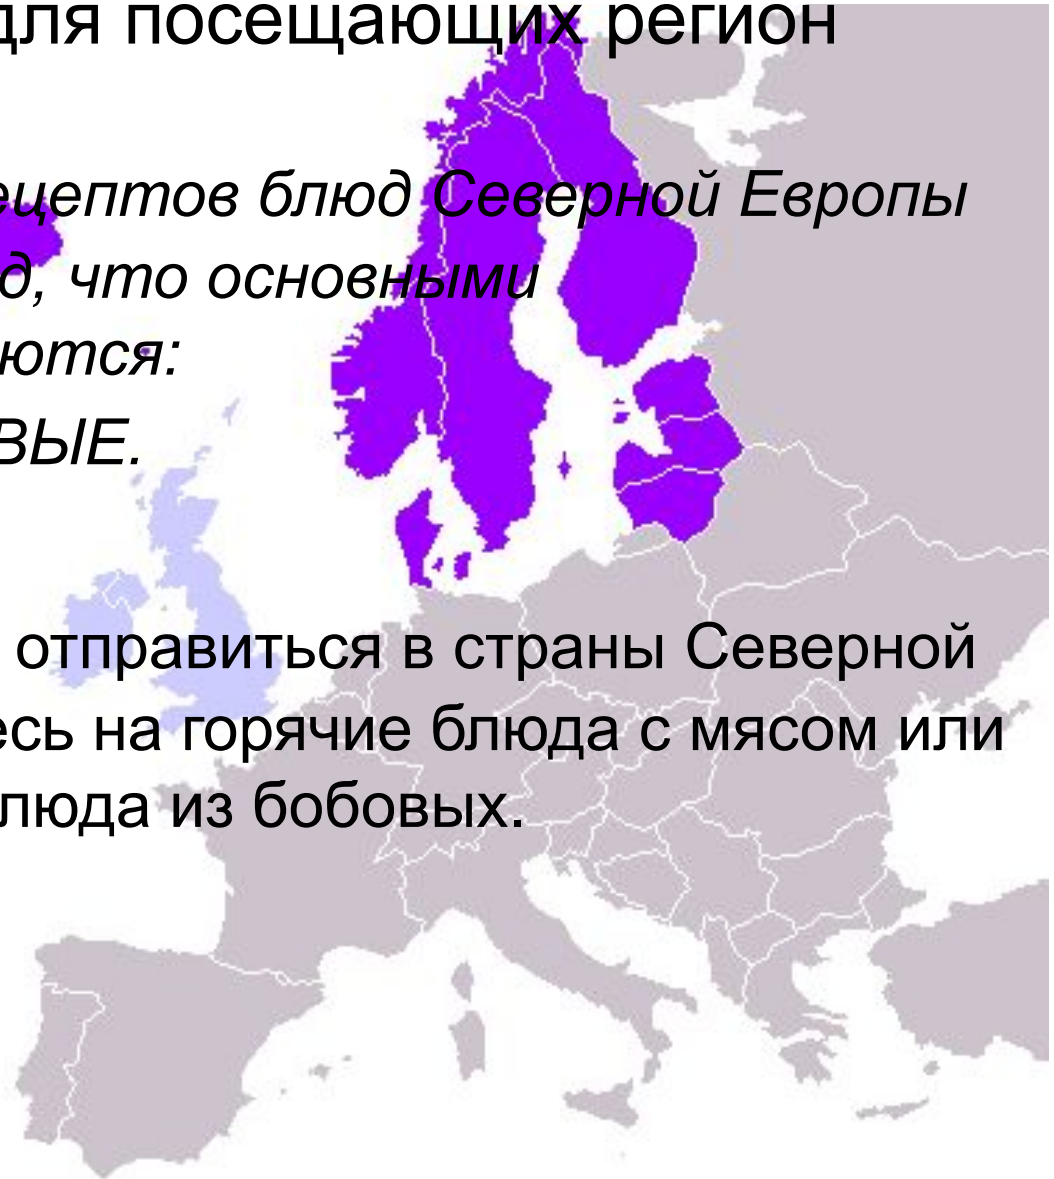 для посещающих регион
ецептов блюд Северной Европы
д, что основными
ются:
ВЫЕ.
отправиться в страны Северной
есь на горячие блюда с мясом или
люда из бобовых.